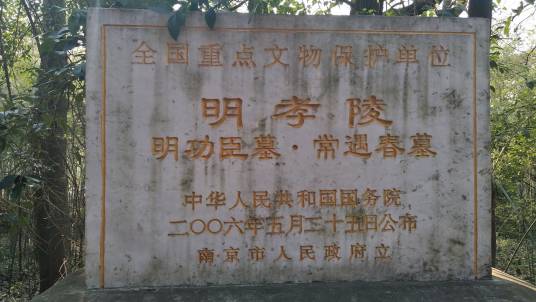 全国重点文物保护单位
明孝陵
明功臣墓·常遇春墓
中华人民共和国国务院
二〇〇六年五月二十五日公布
南京市人民政府立